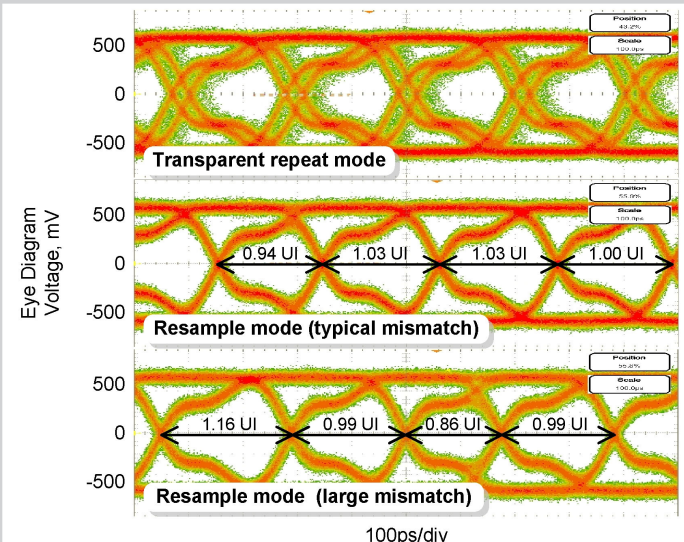 Position
43.2%
Scale
100.0ps
500
0
-500
Transparent repeat mode
Position
55.9%
Scale
100.0ps
500
0
-500
0.94 UI
1.03 UI
1.03 UI
1.00 UI
Resample mode (typical mismatch)
Eye Diagram
Voltage, mV
Position
Scale
100.0ps
500
0
-500
1.16 UI
0.99 UI
0.86 UI
0.99 UI
Resample mode (large mismatch)
100ps/div